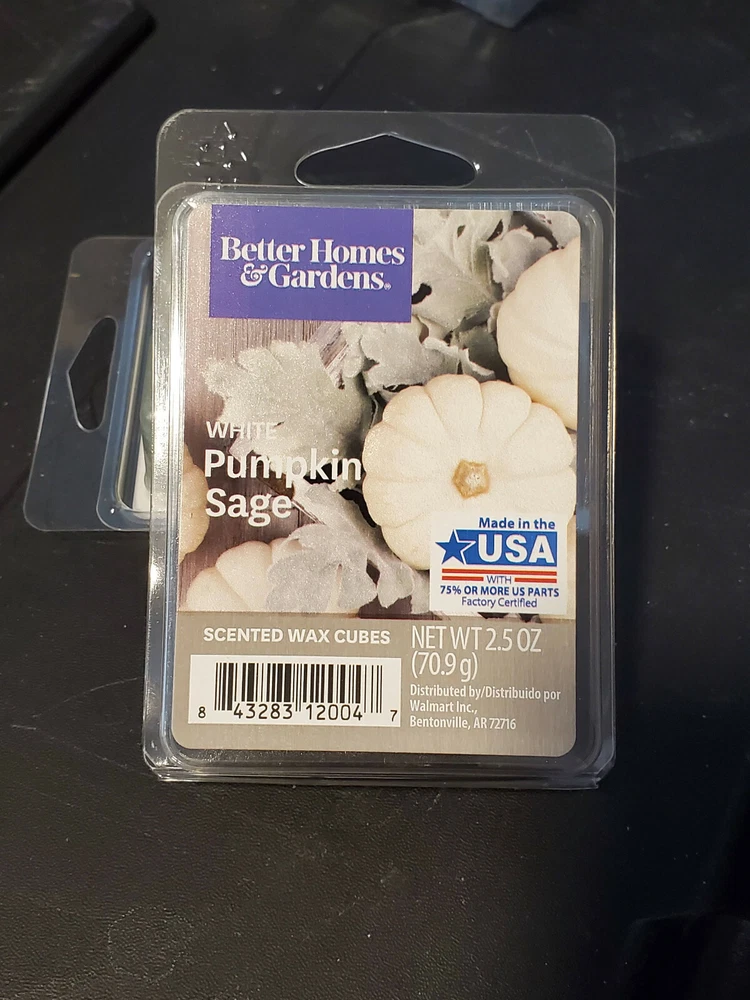 Better Homes
& Gardens®
WHITE
Pumpkin
Sage
Made in the
USA
WITH
75% OR MORE US PARTS
Factory Certified
SCENTED WAX CUBES
NET WT 2.5 OZ
(70.9 g)
Distributed by/Distribuido por
Walmart Inc.,
Bentonville, AR 72716
8 43283 12004 7